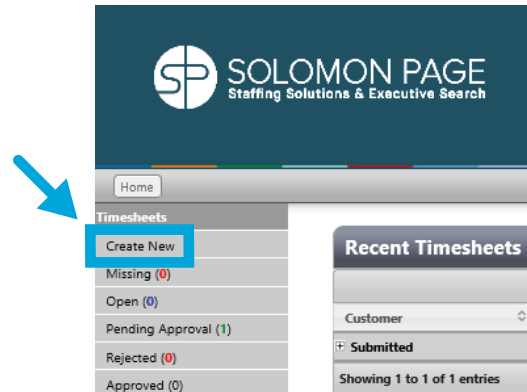 SP
SOLOMON PAGE
Staffing Solutions & Executive Search
Home
Timesheets
Create New
Missing (0)
Open (0)
Pending Approval (1)
Rejected (0)
Approved (0)
Recent Timesheets
Customer
Submitted
Showing 1 to 1 of 1 entries